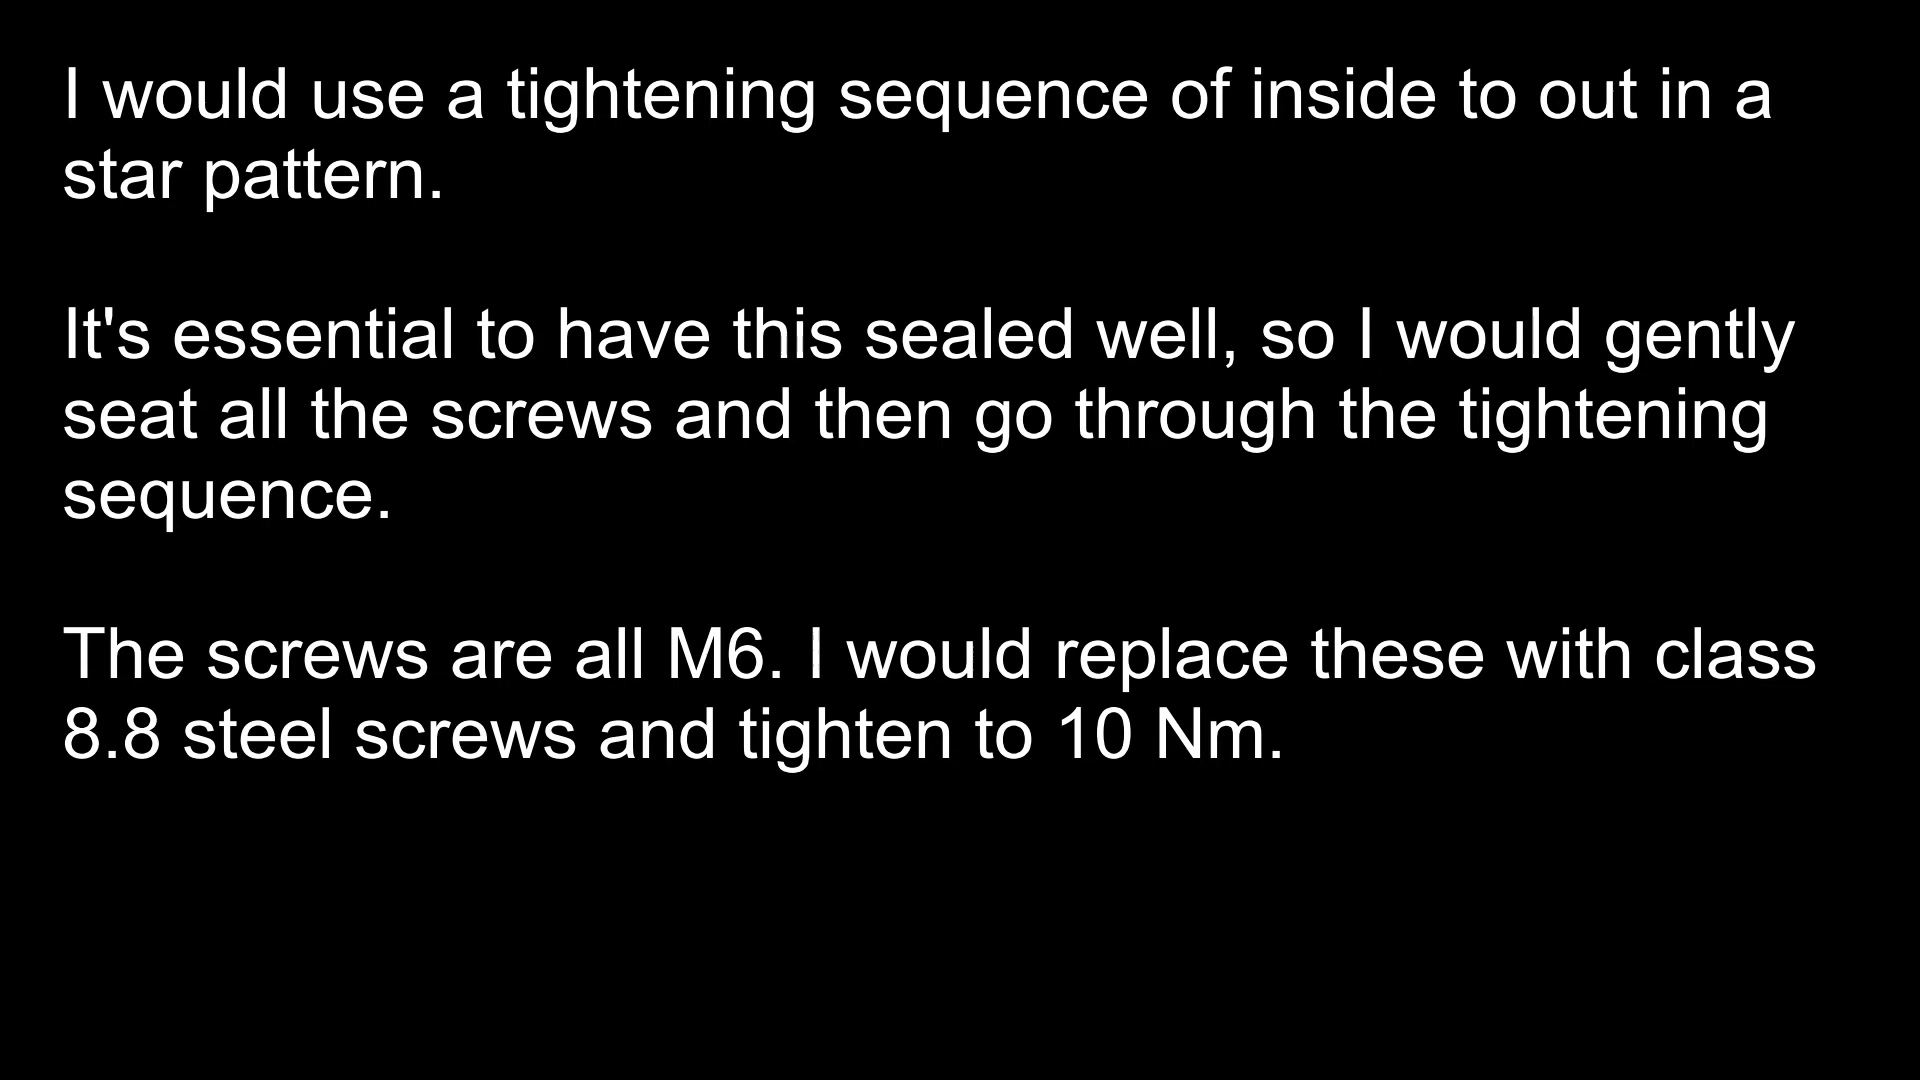 I would use a tightening sequence of inside to out in a
star pattern.
It's essential to have this sealed well, so I would gently
seat all the screws and then go through the tightening
sequence.
The screws are all M6. I would replace these with class
8.8 steel screws and tighten to 10 Nm.